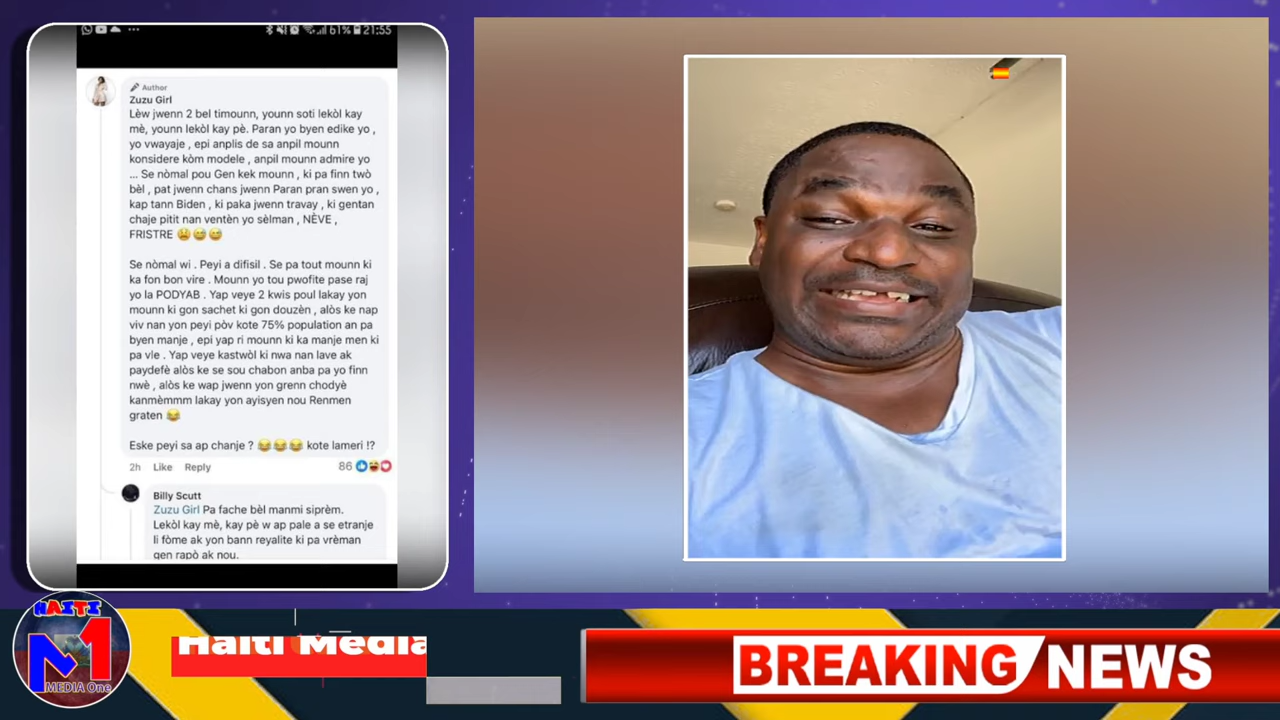 61% 21:55
Author
Zuzu Girl
Lèw jwenn 2 bel timounn, younn soti lekòl kay
mè, younn lekòl kay pè. Paran yo byen edike yo ,
yo vwayaje , epi anplis de sa anpil mounn
konsidere kòm modele , anpil mounn admire yo
... Se nòmal pou Gen kek mounn , ki pa finn twò
bèl , pat jwenn chans jwenn Paran pran swen yo ,
kap tann Biden , ki paka jwenn travay , ki gentan
chaje pitit nan ventèn yo sèlman , NÈVE ,
FRISTRE 😫😅😅
Se nòmal wi . Peyi a difisil . Se pa tout mounn ki
ka fon bon vire . Mounn yo tou pwofite pase raj
yo la PODYAB . Yap veye 2 kwis poul lakay yon
mounn ki gon sachet ki gon douzèn , alòs ke nap
viv nan yon peyi pòv kote 75% population an pa
byen manje , epi yap ri mounn ki ka manje men ki
pa vle . Yap veye kastwòl ki nwa nan lave ak
paydefè alòs ke se sou chabon anba pa yo finn
nwè , alòs ke wap jwenn yon grenn chodyè
kanmèmmm lakay yon ayisyen nou Renmen
graten 😂
Eske peyi sa ap chanje ? 😂😂😂 kote lameri !?
2h Like Reply 86
Billy Scutt
Zuzu Girl Pa fache bèl manmi siprèm.
Lekòl kay mè, kay pè w ap pale a se etranje
li fòme ak yon bann reyalite ki pa vrèman
gen rapò ak nou.
HAITI
M1
MEDIA One
Haiti Media
BREAKING NEWS